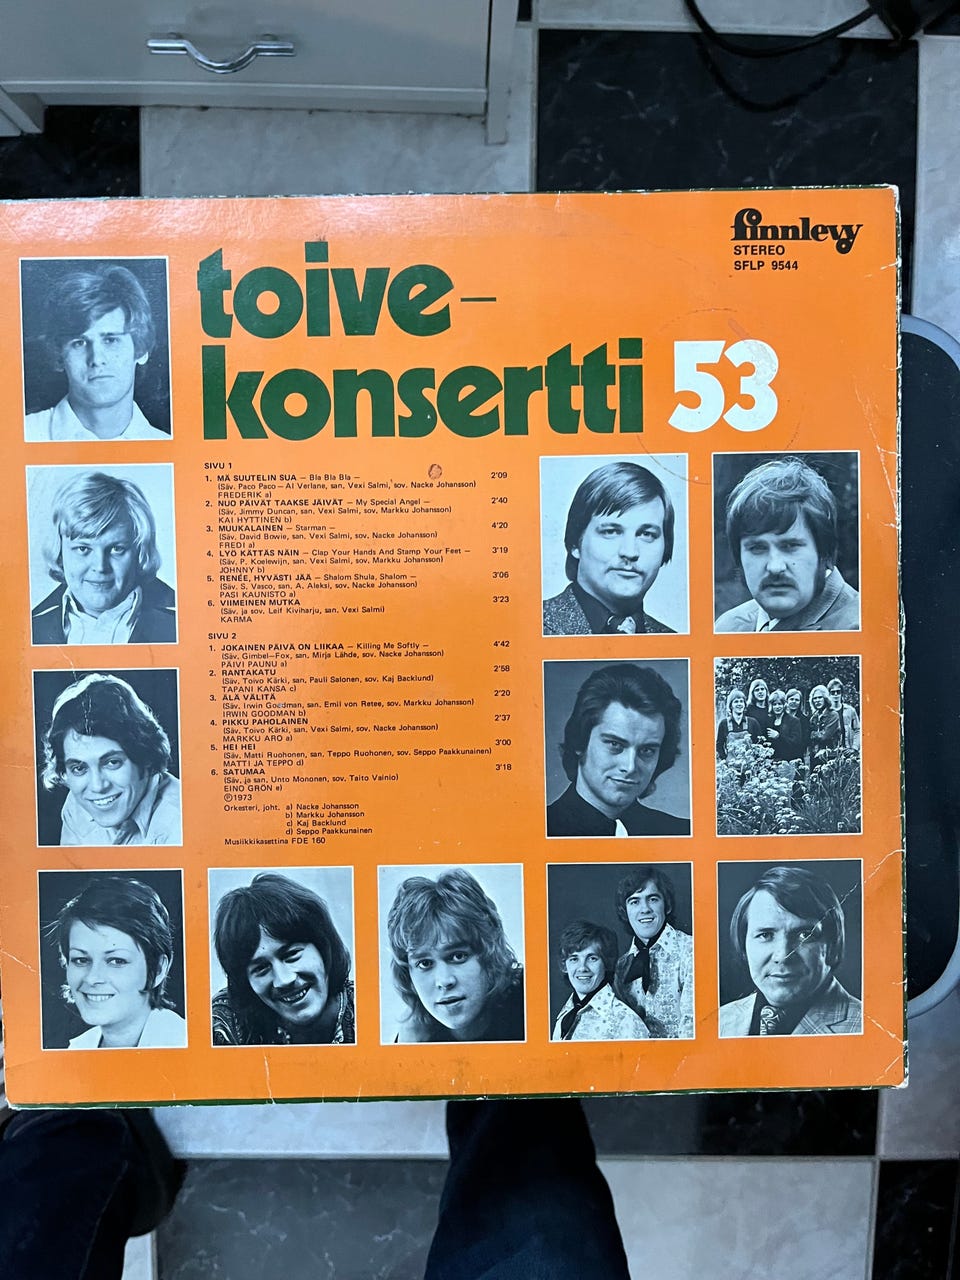 finnlevy
STEREO
SFLP 9544
toive-
konsertti 53
SIVU 1
1. MÄ SUUTELIN SUA – Bla Bla Bla – 2'09
(Säv. Paco Paco – Al Verlane, san, Vexi Salmi, sov. Nacke Johansson)
FREDERIK a)
2. NUO PÄIVÄT TAAKSE JÄIVÄT – My Special Angel – 2'40
(Säv. Jimmy Duncan, san. Vexi Salmi, sov. Markku Johansson)
KAI HYTTINEN b)
3. MUUKALAINEN – Starman – 4'20
(Säv. David Bowie, san. Vexi Salmi, sov. Nacke Johansson)
FREDI a)
4. LYÖ KÄTTÄS NÄIN – Clap Your Hands And Stamp Your Feet – 3'19
(Säv. P. Koelewijn, san. Vexi Salmi, sov. Markku Johansson)
JOHNNY b)
5. RENÉE, HYVÄSTI JÄÄ – Shalom Shula, Shalom – 3'06
(Säv. S. Vasco, san, A. Aleksi, sov. Nacke Johansson)
PASI KAUNISTO a)
6. VIIMEINEN MUTKA 3'23
(Säv. ja sov. Leif Kiviharju, san. Vexi Salmi)
KARMA
SIVU 2
1. JOKAINEN PÄIVÄ ON LIIKAA – Killing Me Softly – 4'42
(Säv. Gimbel–Fox, san. Mirja Lähde, sov. Nacke Johansson)
PÄIVI PAUNU a)
2. RANTAKATU 2'58
(Säv. Toivo Kärki, san, Pauli Salonen, sov. Kaj Backlund)
TAPANI KANSA c)
3. ÄLÄ VÄLITÄ 2'20
(Säv. Irwin Goodman, san. Emil von Retee, sov. Markku Johansson)
IRWIN GOODMAN b)
4. PIKKU PAHOLAINEN 2'37
(Säv. Toivo Kärki, san. Vexi Salmi, sov. Nacke Johansson)
MARKKU ARO a)
5. HEI HEI 3'00
(Säv. Matti Ruohonen, san, Teppo Ruohonen, sov. Seppo Paakkunainen)
MATTI JA TEPPO d)
6. SATUMAA 3'18
(Säv. ja san, Unto Mononen, sov. Taito Vainio)
EINO GRÖN e)
Ⓟ1973
Orkesteri, joht. a) Nacke Johansson
b) Markku Johansson
c) Kaj Backlund
d) Seppo Paakkunainen
Musiikkikasettina FDE 160